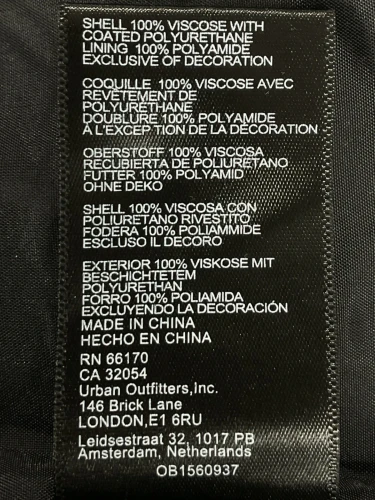 SHELL 100% VISCOSE WITH
COATED POLYURETHANE
LINING 100% POLYAMIDE
EXCLUSIVE OF DECORATION
COQUILLE 100% VISCOSE AVEC
REVÊTEMENT DE
POLYURÉTHANE
DOUBLURE 100% POLYAMIDE
A L'EXCEPTION DE LA DÉCORATION
OBERSTOFF 100% VISCOSA
RECUBIERTA DE POLIURETANO
FUTTER 100% POLYAMID
OHNE DEKO
SHELL 100% VISCOSA CON
POLIURETANO RIVESTITO
FODERA 100% POLIAMMIDE
ESCLUSO IL DECORO
EXTERIOR 100% VISKOSE MIT
BESCHICHTETEM
POLYURETHAN
FORRO 100% POLIAMIDA
EXCLUYENDO LA DECORACIÓN
MADE IN CHINA
HECHO EN CHINA
RN 66170
CA 32054
Urban Outfitters,Inc.
146 Brick Lane
LONDON,E1 6RU
Leidsestraat 32, 1017 PB
Amsterdam, Netherlands
OB1560937